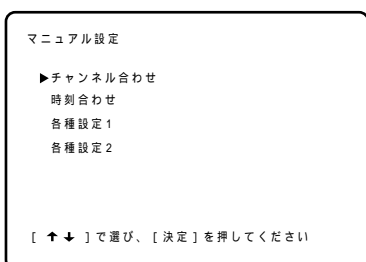 マニュアル設定
▶チャンネル合わせ
時刻合わせ
各種設定1
各種設定2
[ ↑↓ ]で選び、[決定]を押してください